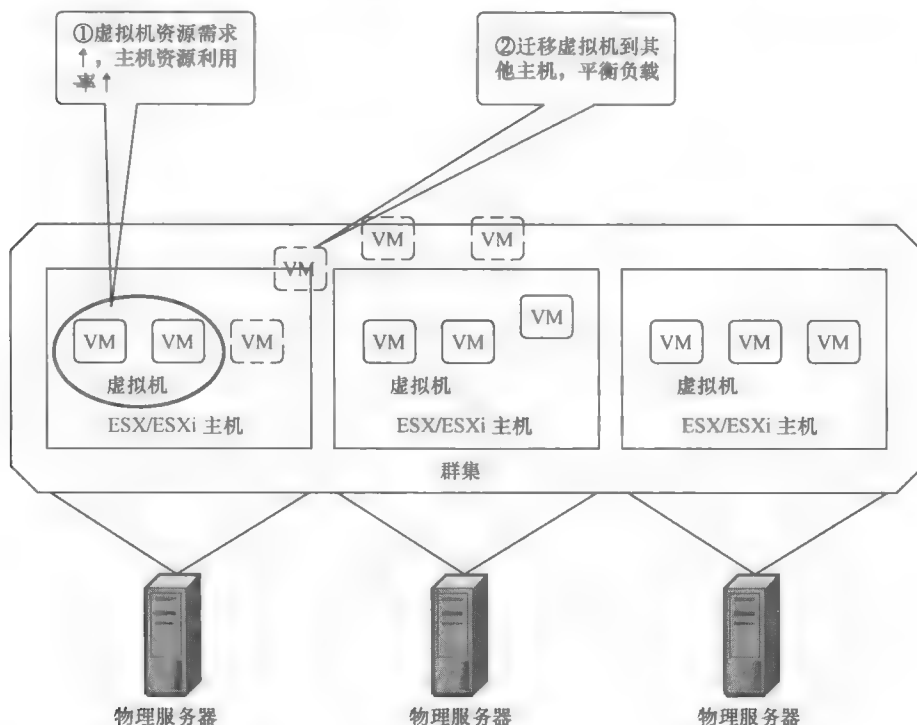 ①虚拟机资源需求
↑，主机资源利用
率↑
②迁移虚拟机到其
他主机，平衡负载
VM VM
VM
VM VM VM
VM VM VM
VM VM VM
虚拟机 虚拟机 虚拟机
ESX/ESXi 主机 ESX/ESXi 主机 ESX/ESXi 主机
群集
物理服务器 物理服务器 物理服务器